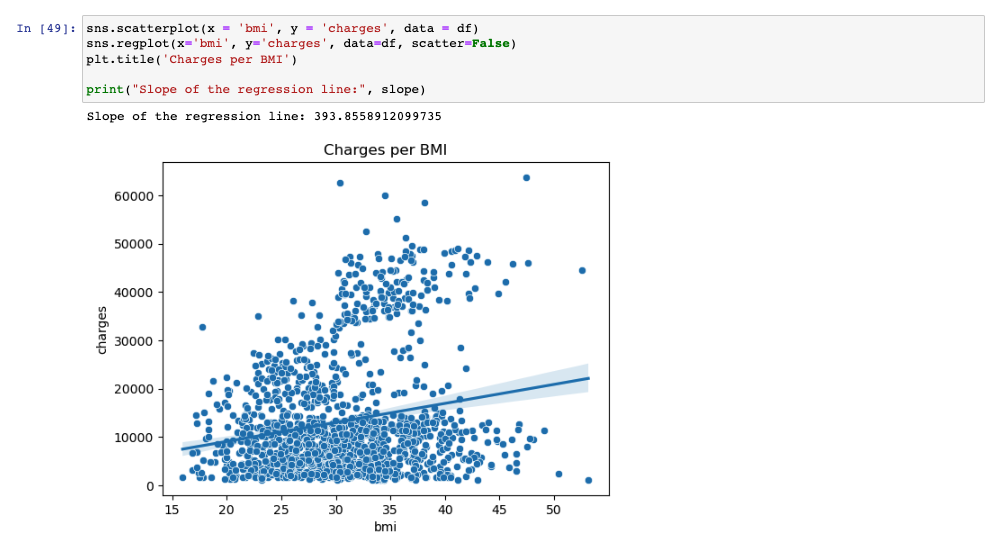 In [49]: sns.scatterplot(x = 'bmi', y = 'charges', data = df)
sns.regplot(x='bmi', y='charges', data=df, scatter=False)
plt.title('Charges per BMI')
print("Slope of the regression line:", slope)
Slope of the regression line: 393.8558912099735
Charges per BMI
60000
50000
40000
30000
20000
10000
0
charges
15 20 25 30 35 40 45 50
bmi